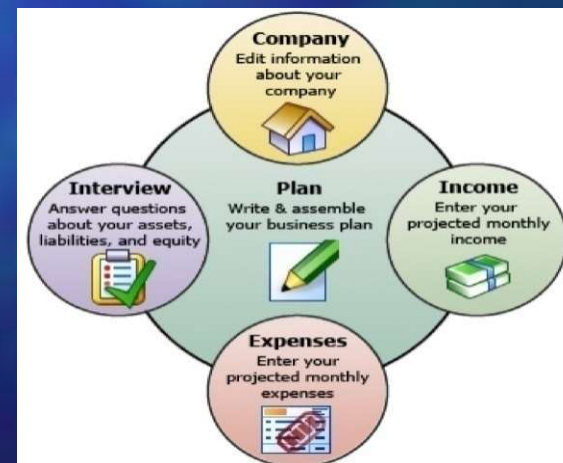 Company
Edit information
about your
company
Interview
Answer questions
about your assets,
liabilities, and equity
Plan
Write & assemble
your business plan
Income
Enter your
projected monthly
income
Expenses
Enter your
projected monthly
expenses